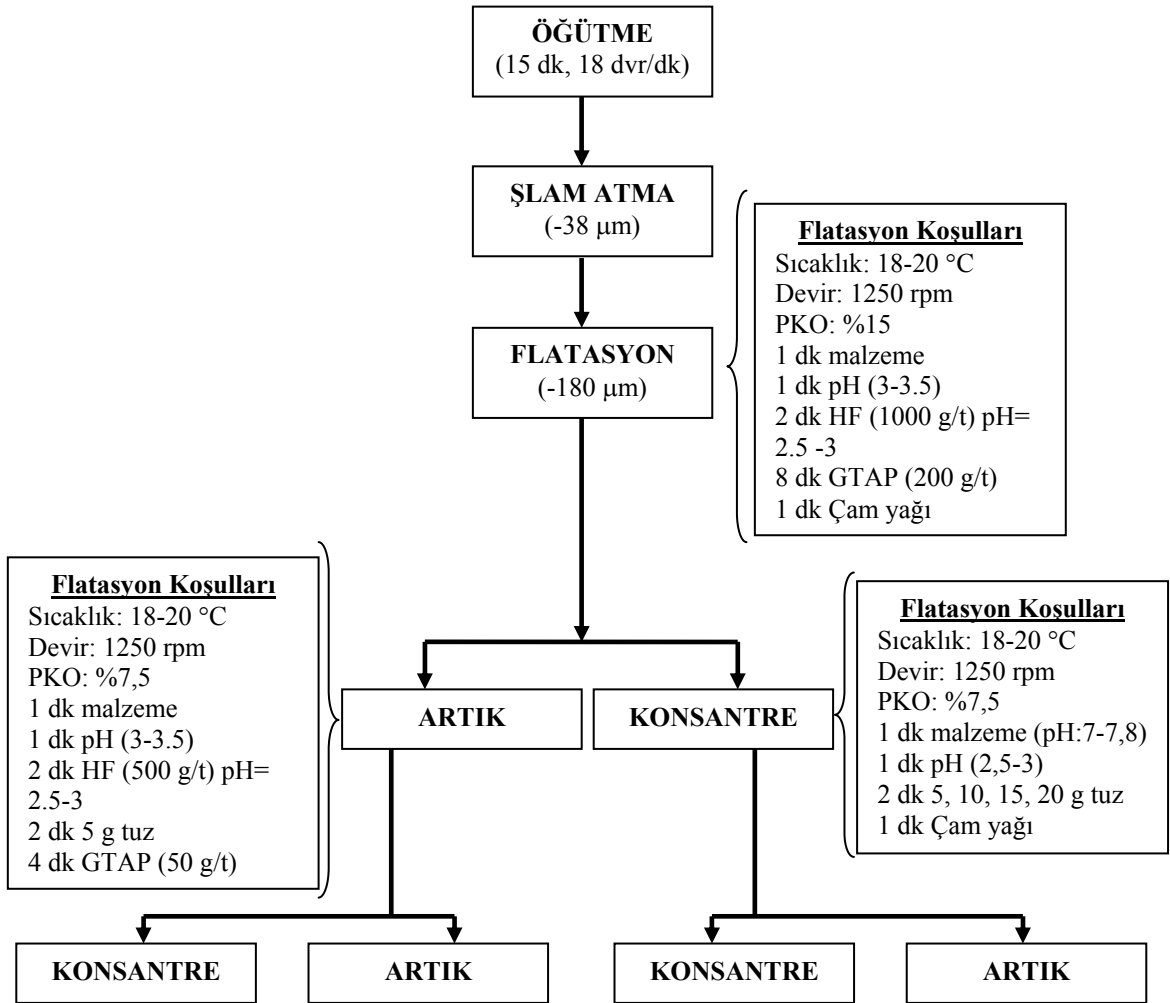 ÖĞÜTME
(15 dk, 18 dvr/dk)
ŞLAM ATMA
(-38 µm)
FLATASYON
(-180 µm)
Flatasyon Koşulları
Sıcaklık: 18-20 °C
Devir: 1250 rpm
PKO: %15
1 dk malzeme
1 dk pH (3-3.5)
2 dk HF (1000 g/t) pH=
2.5 -3
8 dk GTAP (200 g/t)
1 dk Çam yağı
Flatasyon Koşulları
Sıcaklık: 18-20 °C
Devir: 1250 rpm
PKO: %7,5
1 dk malzeme
1 dk pH (3-3.5)
2 dk HF (500 g/t) pH=
2.5-3
2 dk 5 g tuz
4 dk GTAP (50 g/t)
ARTIK
KONSANTRE
Flatasyon Koşulları
Sıcaklık: 18-20 °C
Devir: 1250 rpm
PKO: %7,5
1 dk malzeme (pH:7-7,8)
1 dk pH (2,5-3)
2 dk 5, 10, 15, 20 g tuz
1 dk Çam yağı
KONSANTRE
ARTIK
KONSANTRE
ARTIK